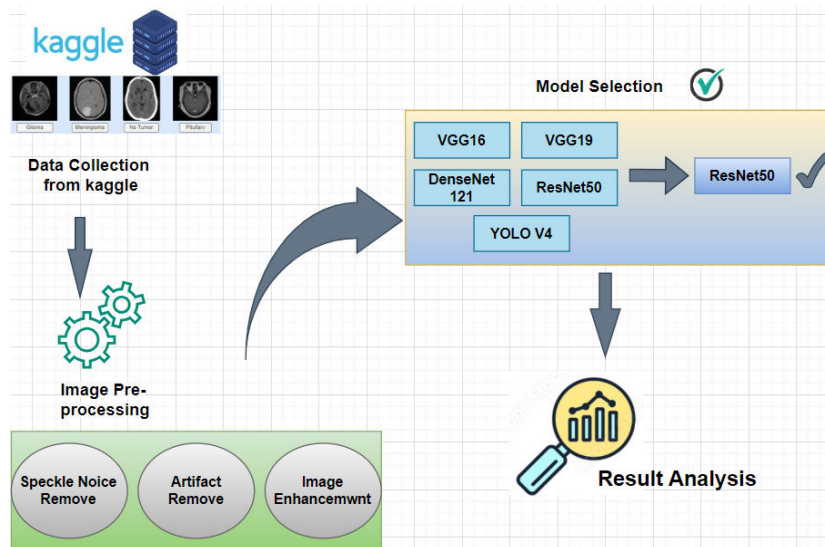 kaggle
Glioma
Meningioma
No Tumor
Pituitary
Data Collection
from kaggle
Image Pre-
processing
Speckle Noice
Remove
Artifact
Remove
Image
Enhancemwnt
Model Selection
VGG16
VGG19
DenseNet
121
ResNet50
YOLO V4
ResNet50
Result Analysis